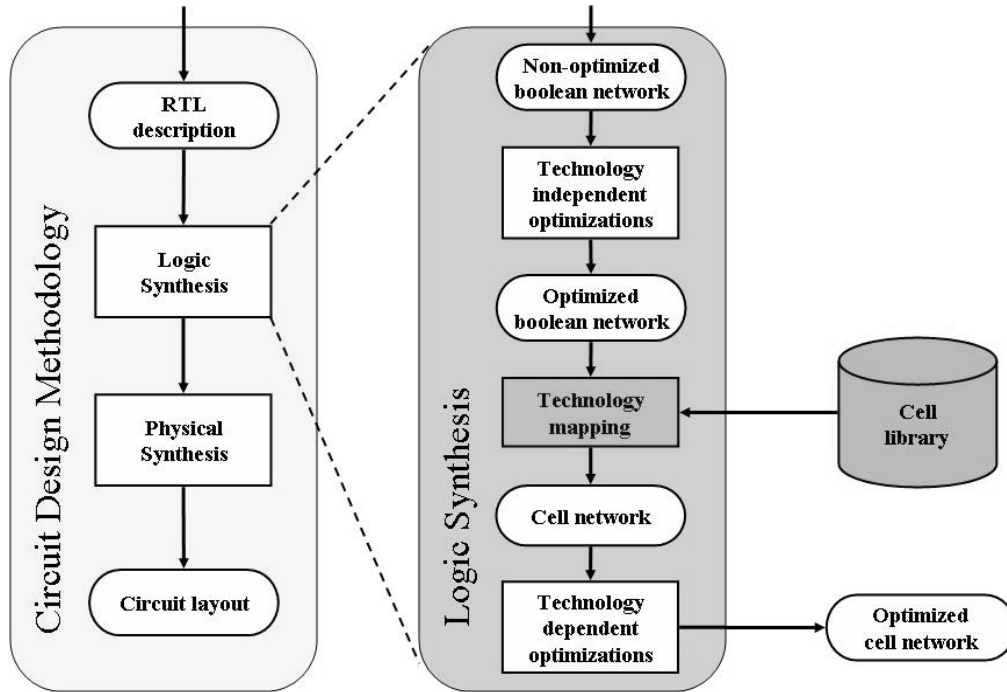 Circuit Design Methodology
RTL
description
Logic
Synthesis
Physical
Synthesis
Circuit layout
Logic Synthesis
Non-optimized
boolean network
Technology
independent
optimizations
Optimized
boolean network
Technology
mapping
Cell network
Technology
dependent
optimizations
Cell
library
Optimized
cell network